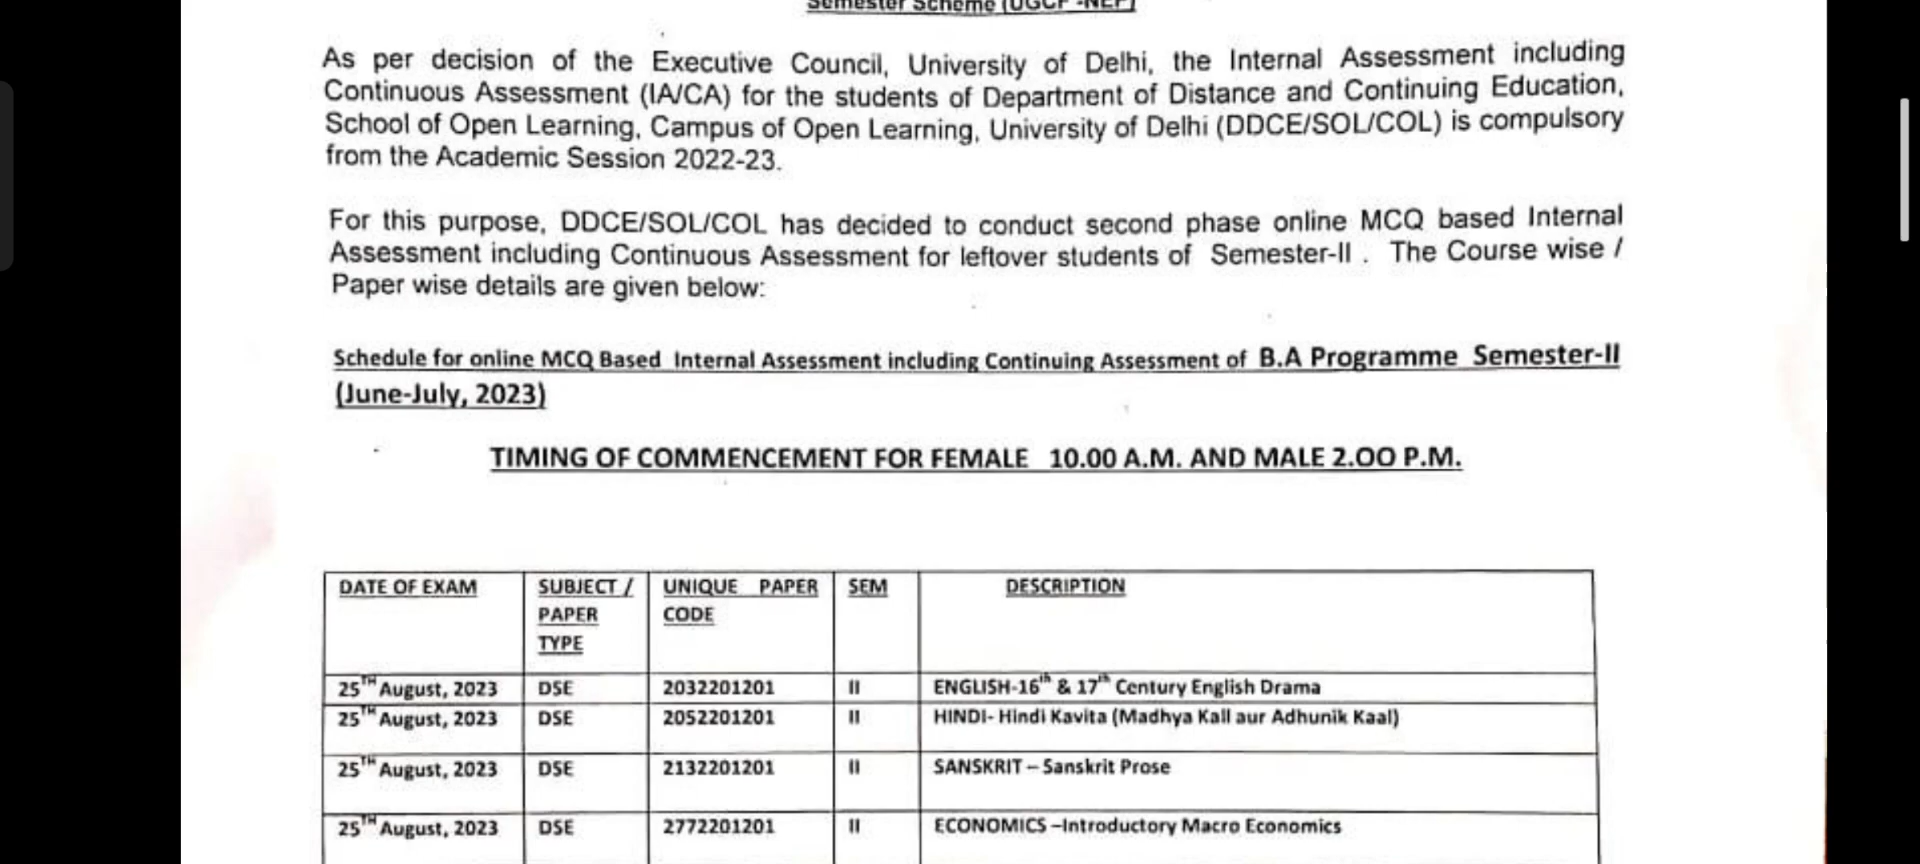 Semester Scheme (UGCF -NEP)
As per decision of the Executive Council, University of Delhi, the Internal Assessment including
Continuous Assessment (IA/CA) for the students of Department of Distance and Continuing Education,
School of Open Learning, Campus of Open Learning, University of Delhi (DDCE/SOL/COL) is compulsory
from the Academic Session 2022-23.
For this purpose, DDCE/SOL/COL has decided to conduct second phase online MCQ based Internal
Assessment including Continuous Assessment for leftover students of Semester-II . The Course wise /
Paper wise details are given below:
Schedule for online MCQ Based Internal Assessment including Continuing Assessment of B.A Programme Semester-II
(June-July, 2023)
TIMING OF COMMENCEMENT FOR FEMALE 10.00 A.M. AND MALE 2.OO P.M.
DATE OF EXAM SUBJECT / PAPER TYPE UNIQUE PAPER CODE SEM DESCRIPTION
25TH August, 2023 DSE 2032201201 II ENGLISH-16th & 17th Century English Drama
25TH August, 2023 DSE 2052201201 II HINDI- Hindi Kavita (Madhya Kall aur Adhunik Kaal)
25TH August, 2023 DSE 2132201201 II SANSKRIT – Sanskrit Prose
25TH August, 2023 DSE 2772201201 II ECONOMICS –Introductory Macro Economics